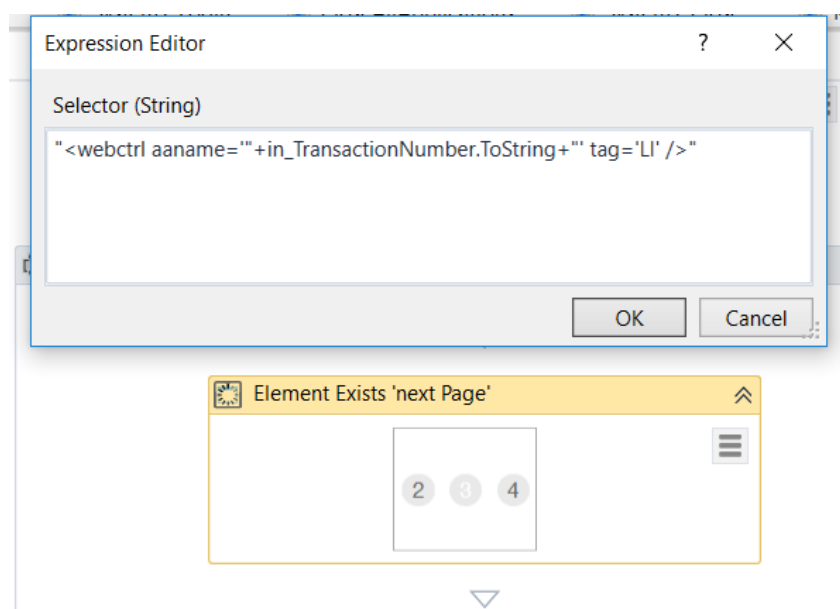 Expression Editor
?
Selector (String)
"<webctrl aaname='"+in_TransactionNumber.ToString+"' tag='LI' />"
OK
Cancel
Element Exists 'next Page'
2 3 4